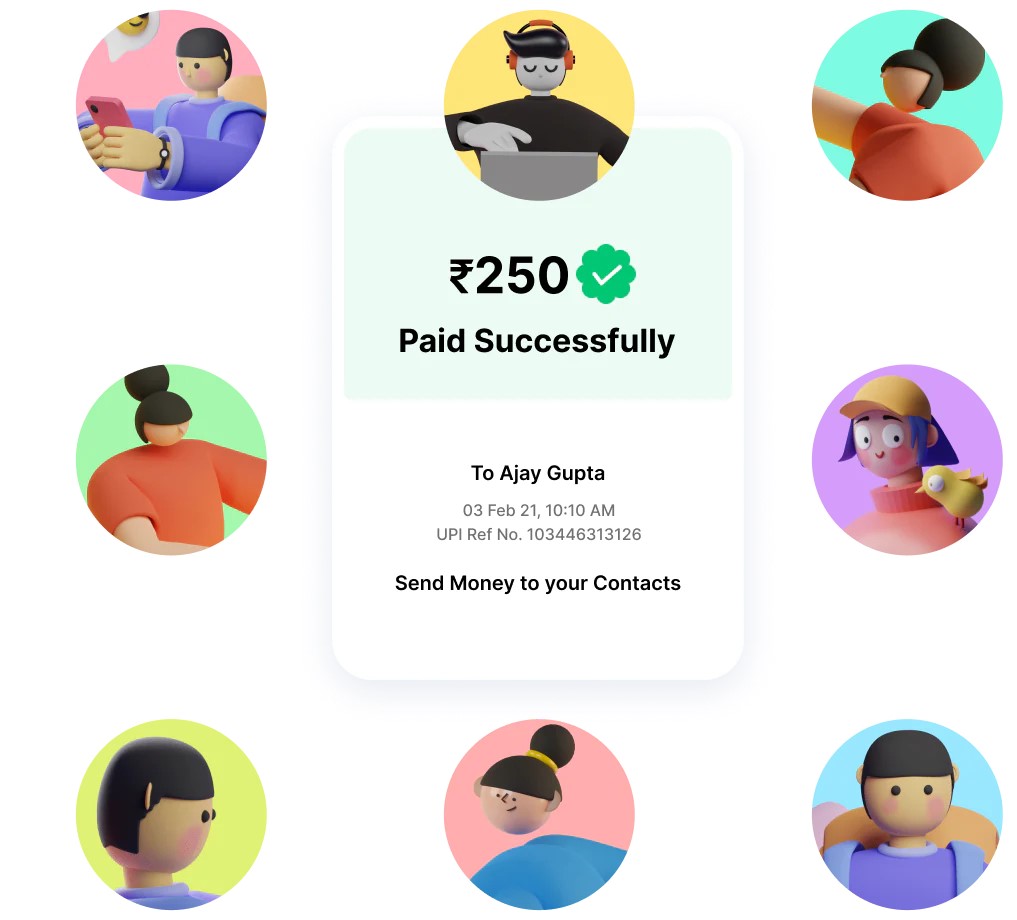 ₹250
Paid Successfully
To Ajay Gupta
03 Feb 21, 10:10 AM
UPI Ref No. 103446313126
Send Money to your Contacts